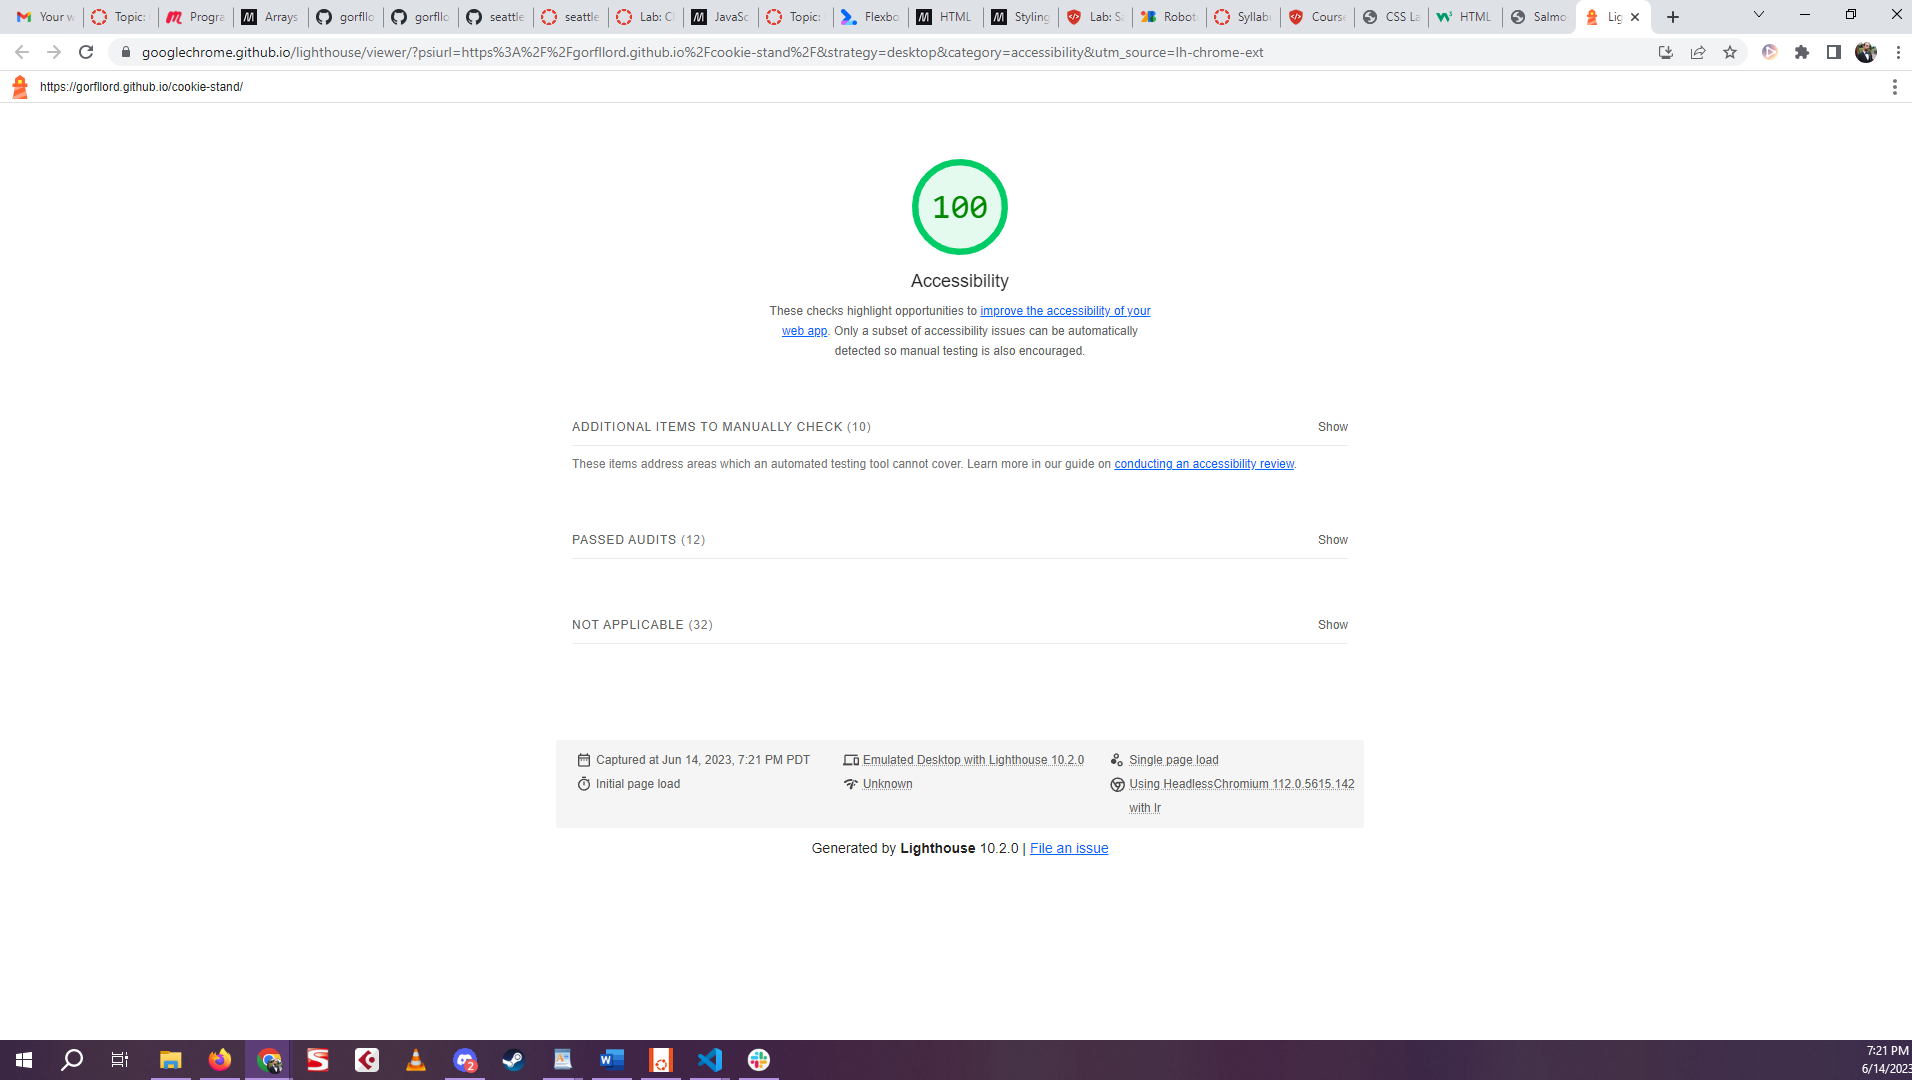 Your w
Topic:
Progra
Arrays
gorfllo
gorfllo
seattle
seattle
Lab: Cl
JavaSc
Topic:
Flexbo
HTML
Styling
Lab: Sa
Robot
Syllab
Course
CSS La
HTML
Salmo
Lig
googlechrome.github.io/lighthouse/viewer/?psiurl=https%3A%2F%2Fgorfllord.github.io%2Fcookie-stand%2F&strategy=desktop&category=accessibility&utm_source=lh-chrome-ext
https://gorfllord.github.io/cookie-stand/
100
Accessibility
These checks highlight opportunities to improve the accessibility of your
web app. Only a subset of accessibility issues can be automatically
detected so manual testing is also encouraged.
ADDITIONAL ITEMS TO MANUALLY CHECK (10) Show
These items address areas which an automated testing tool cannot cover. Learn more in our guide on conducting an accessibility review.
PASSED AUDITS (12) Show
NOT APPLICABLE (32) Show
Captured at Jun 14, 2023, 7:21 PM PDT
Emulated Desktop with Lighthouse 10.2.0
Single page load
Initial page load
Unknown
Using HeadlessChromium 112.0.5615.142
with lr
Generated by Lighthouse 10.2.0 | File an issue
2
7:21 PM
6/14/2023